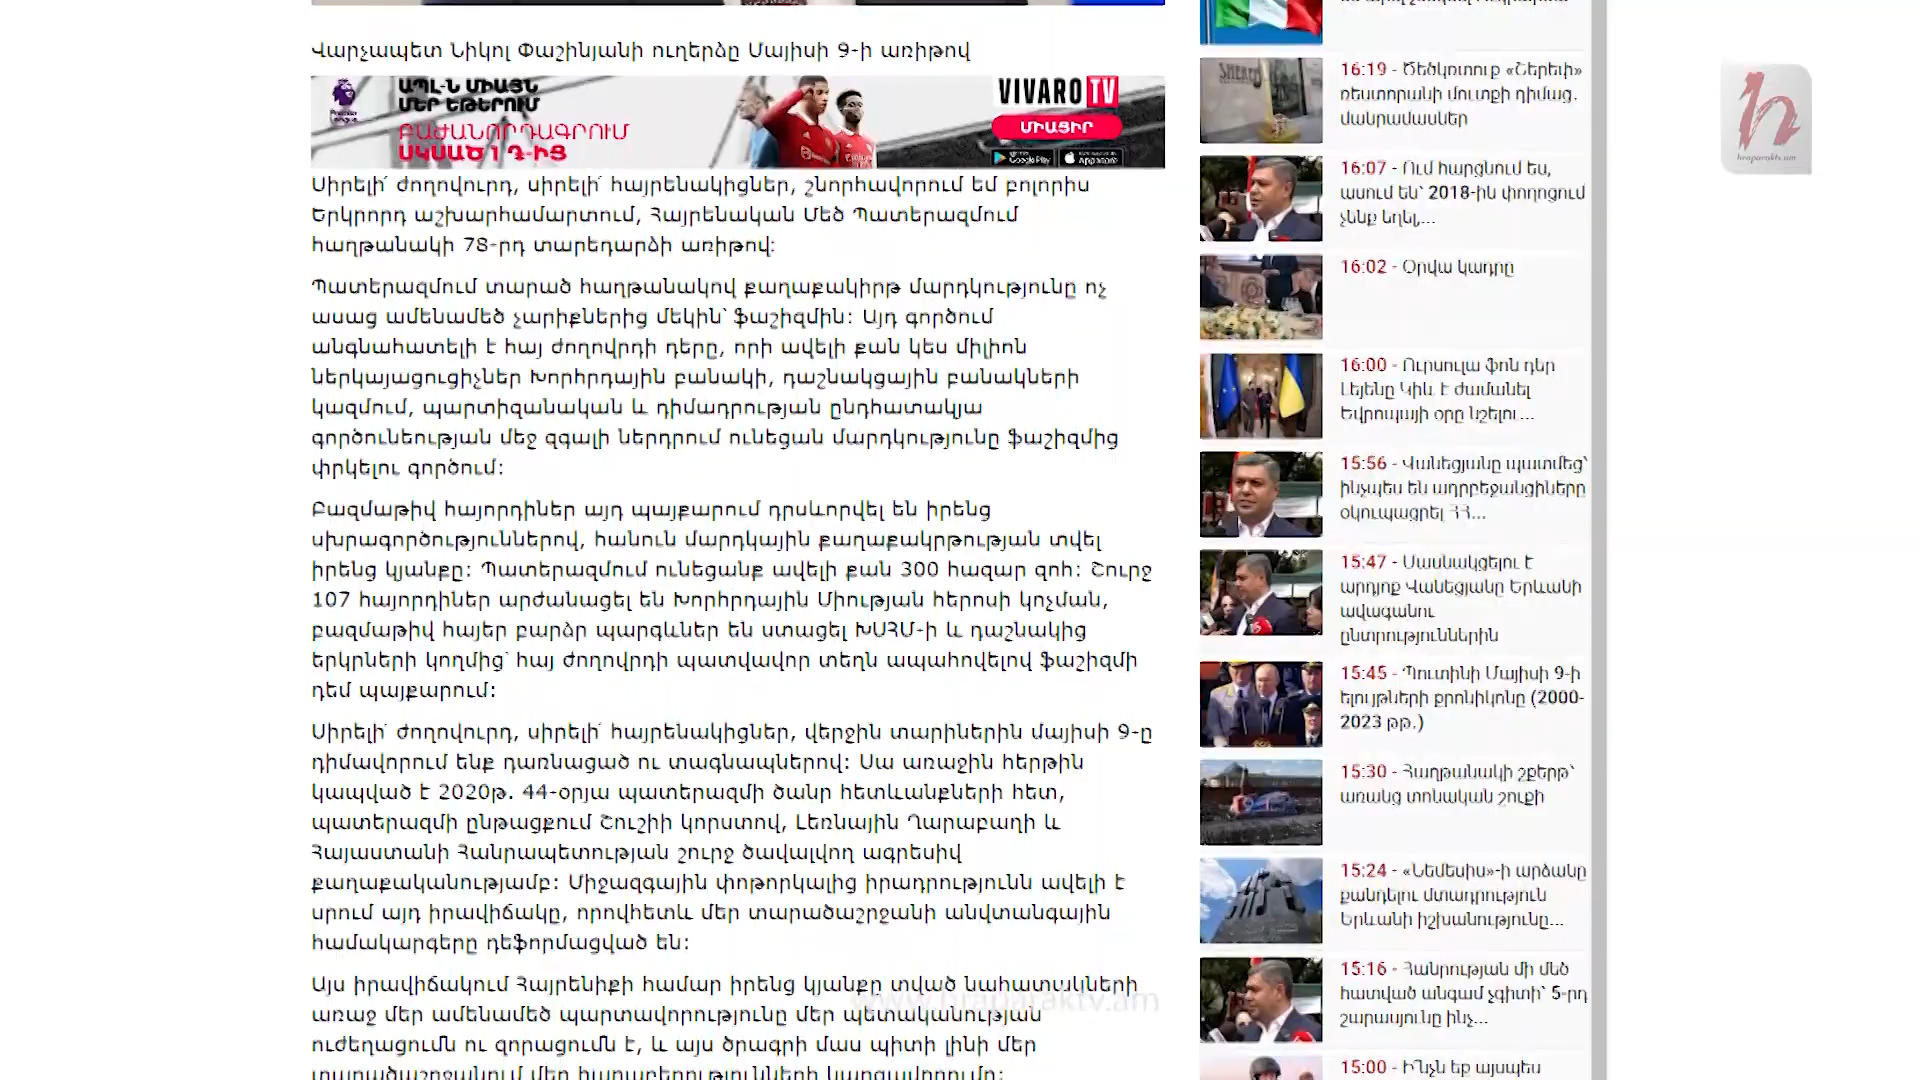 Վարչապետ Նիկոլ Փաշինյանի ուղերձը Մայիսի 9-ի առիթով
ԱՊԼ-Ն ՄԻԱՅՆ
ՄԵՐ ԵԹԵՐՈՒՄ
ԲԱԺԱՆՈՐԴԱԳՐՈՒՄ
ՍԿՍԱԾ 1 Դ-ԻՑ
VIVARO TV
ՄԻԱՑԻՐ
Google Play
App Store
Սիրելի՛ ժողովուրդ, սիրելի՛ հայրենակիցներ, շնորհավորում եմ բոլորիս
Երկրորդ աշխարհամարտում, Հայրենական Մեծ Պատերազմում
հաղթանակի 78-րդ տարեդարձի առիթով:
Պատերազմում տարած հաղթանակով քաղաքակիրթ մարդկությունը ոչ
ասաց ամենամեծ չարիքներից մեկին՝ ֆաշիզմին: Այդ գործում
անգնահատելի է հայ ժողովրդի դերը, որի ավելի քան կես միլիոն
ներկայացուցիչներ Խորհրդային բանակի, դաշնակցային բանակների
կազմում, պարտիզանական և դիմադրության ընդհատակյա
գործունեության մեջ զգալի ներդրում ունեցան մարդկությունը ֆաշիզմից
փրկելու գործում:
Բազմաթիվ հայորդիներ այդ պայքարում դրսևորվել են իրենց
սխրագործություններով, հանուն մարդկային քաղաքակրթության տվել
իրենց կյանքը: Պատերազմում ունեցանք ավելի քան 300 հազար զոհ: Շուրջ
107 հայորդիներ արժանացել են Խորհրդային Միության հերոսի կոչման,
բազմաթիվ հայեր բարձր պարգևներ են ստացել ԽՍՀՄ-ի և դաշնակից
երկրների կողմից՝ հայ ժողովրդի պատվավոր տեղն ապահովելով ֆաշիզմի
դեմ պայքարում:
Սիրելի՛ ժողովուրդ, սիրելի՛ հայրենակիցներ, վերջին տարիներին մայիսի 9-ը
դիմավորում ենք դառնացած ու տագնապներով: Սա առաջին հերթին
կապված է 2020թ. 44-օրյա պատերազմի ծանր հետևանքների հետ,
պատերազմի ընթացքում Շուշիի կորստով, Լեռնային Ղարաբաղի և
Հայաստանի Հանրապետության շուրջ ծավալվող ագրեսիվ
քաղաքականությամբ: Միջազգային փոթորկալից իրադրությունն ավելի է
սրում այդ իրավիճակը, որովհետև մեր տարածաշրջանի անվտանգային
համակարգերը դեֆորմացված են:
Այս իրավիճակում Հայրենիքի համար իրենց կյանքը տված նահատակների
առաջ մեր ամենամեծ պարտավորությունը մեր պետականության
ուժեղացումն ու զորացումն է, և այս ծրագրի մաս պիտի լինի մեր
տարածաշրջանում մեր հարաբերությունների կարգավորումը:
www.hraparaktv.am
16:19 - Ծեծկռտուք «Շերեփ»
ռեստորանի մուտքի դիմաց.
մանրամասներ
16:07 - Ում հարցնում ես,
ասում են՝ 2018-ին փողոցում
չենք եղել,...
16:02 - Օրվա կադրը
16:00 - Ուրսուլա ֆոն դեր
Լեյենը Կիև է ժամանել
Եվրոպայի օրը նշելու...
15:56 - Վանեցյանը պատմեց՝
ինչպես են ադրբեջանցիները
օկուպացրել ՀՀ...
15:47 - Մասնակցելու է
արդյոք Վանեցյանը Երևանի
ավագանու
ընտրություններին
15:45 - Պուտինի Մայիսի 9-ի
ելույթների քրոնիկոնը (2000-
2023 թթ.)
15:30 - Հաղթանակի շքերթ՝
առանց տոնական շուքի
15:24 - «Նեմեսիս»-ի արձանը
քանդելու մտադրություն
Երևանի իշխանությունը...
15:16 - Հանրության մի մեծ
հատված անգամ չգիտի՝ 5-րդ
շարասյունը ինչ...
15:00 - Ի՞նչն եք այսպես
hraparaktv.am